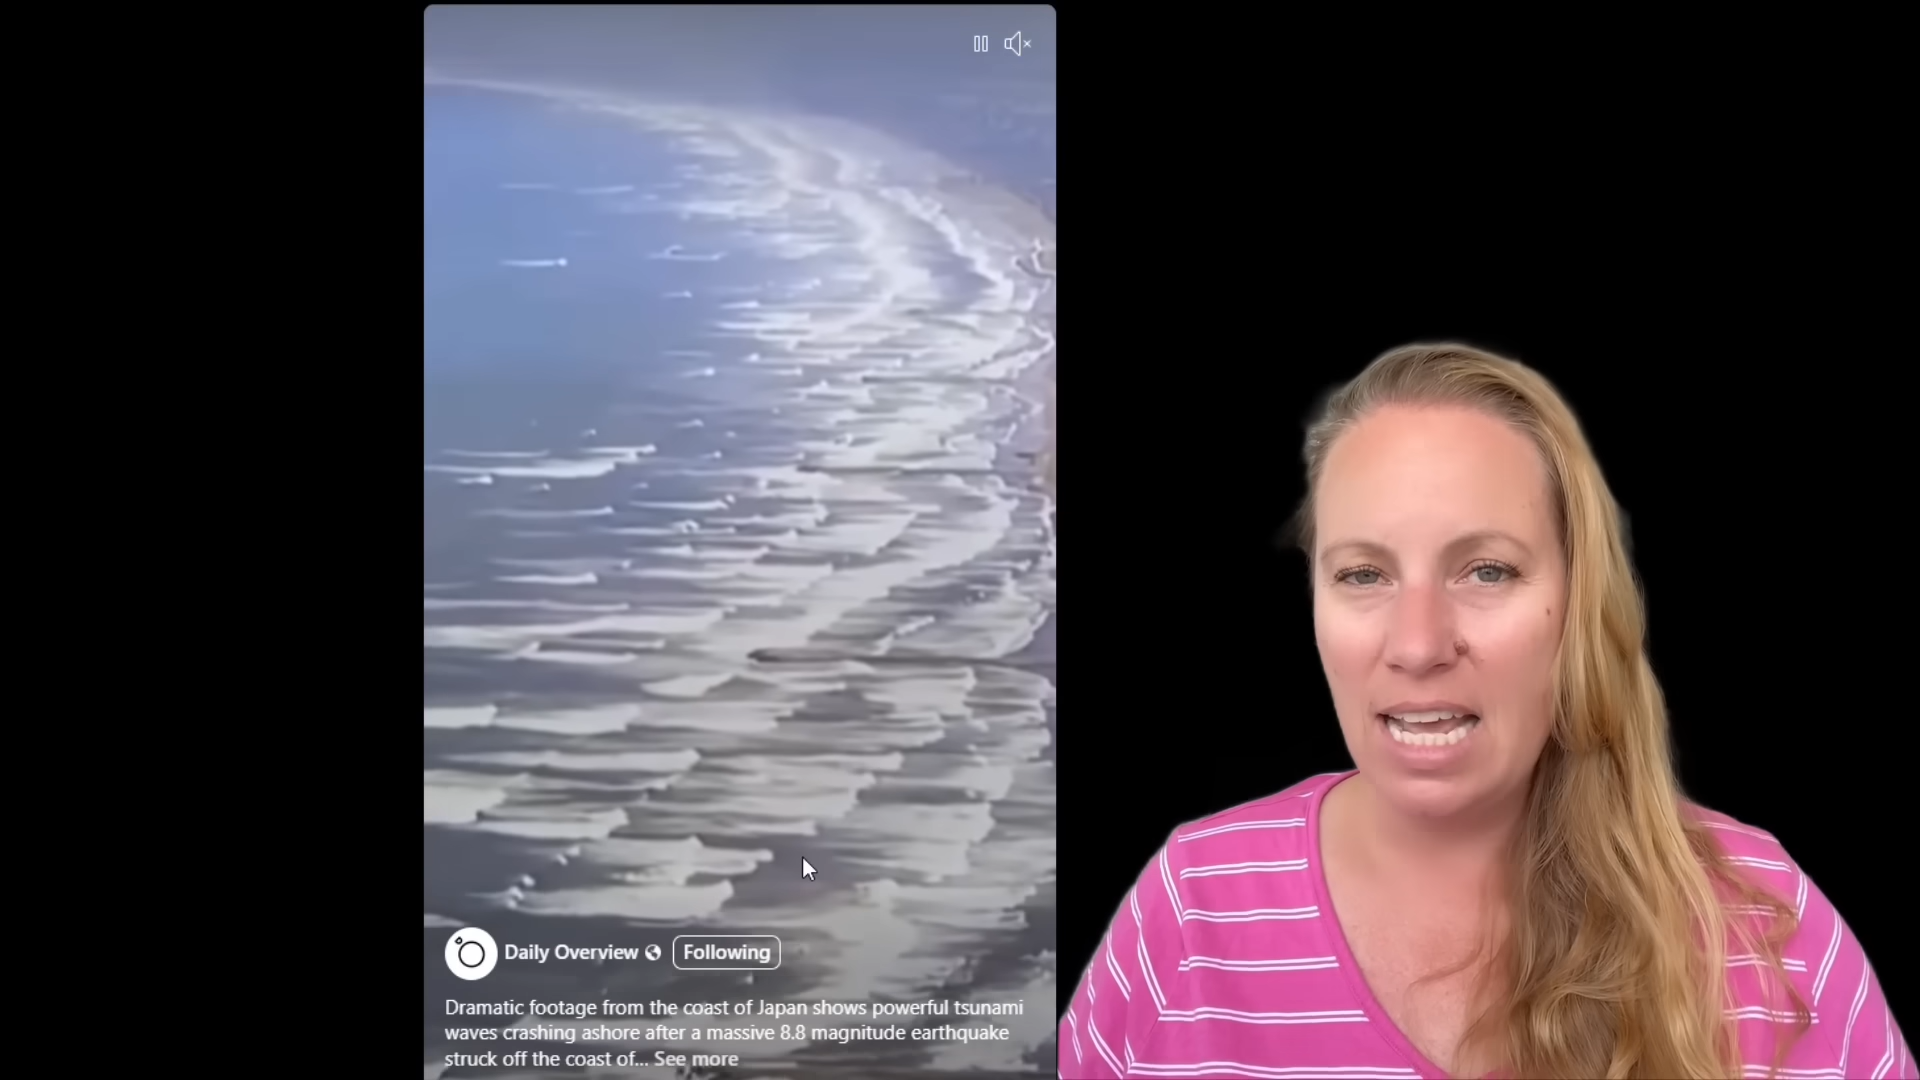 Daily Overview
Following
Dramatic footage from the coast of Japan shows powerful tsunami
waves crashing ashore after a massive 8.8 magnitude earthquake
struck off the coast of... See more